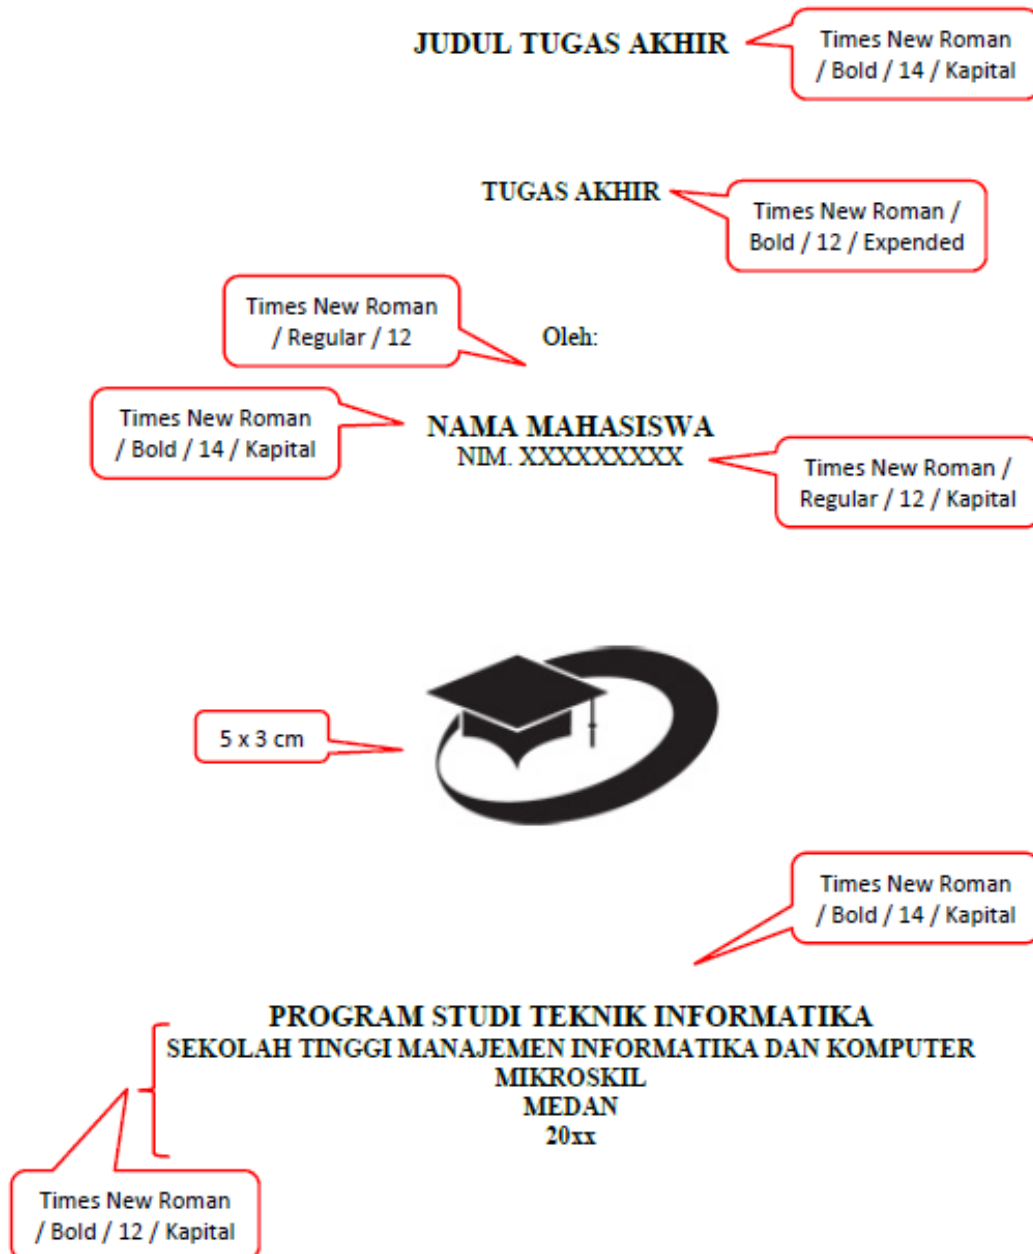 JUDUL TUGAS AKHIR
Times New Roman
/ Bold / 14 / Kapital
TUGAS AKHIR
Times New Roman /
Bold / 12 / Expended
Times New Roman
/ Regular / 12
Oleh:
Times New Roman
/ Bold / 14 / Kapital
NAMA MAHASISWA
NIM. XXXXXXXXX
Times New Roman /
Regular / 12 / Kapital
5 x 3 cm
Times New Roman
/ Bold / 14 / Kapital
PROGRAM STUDI TEKNIK INFORMATIKA
SEKOLAH TINGGI MANAJEMEN INFORMATIKA DAN KOMPUTER
MIKROSKIL
MEDAN
20xx
Times New Roman
/ Bold / 12 / Kapital